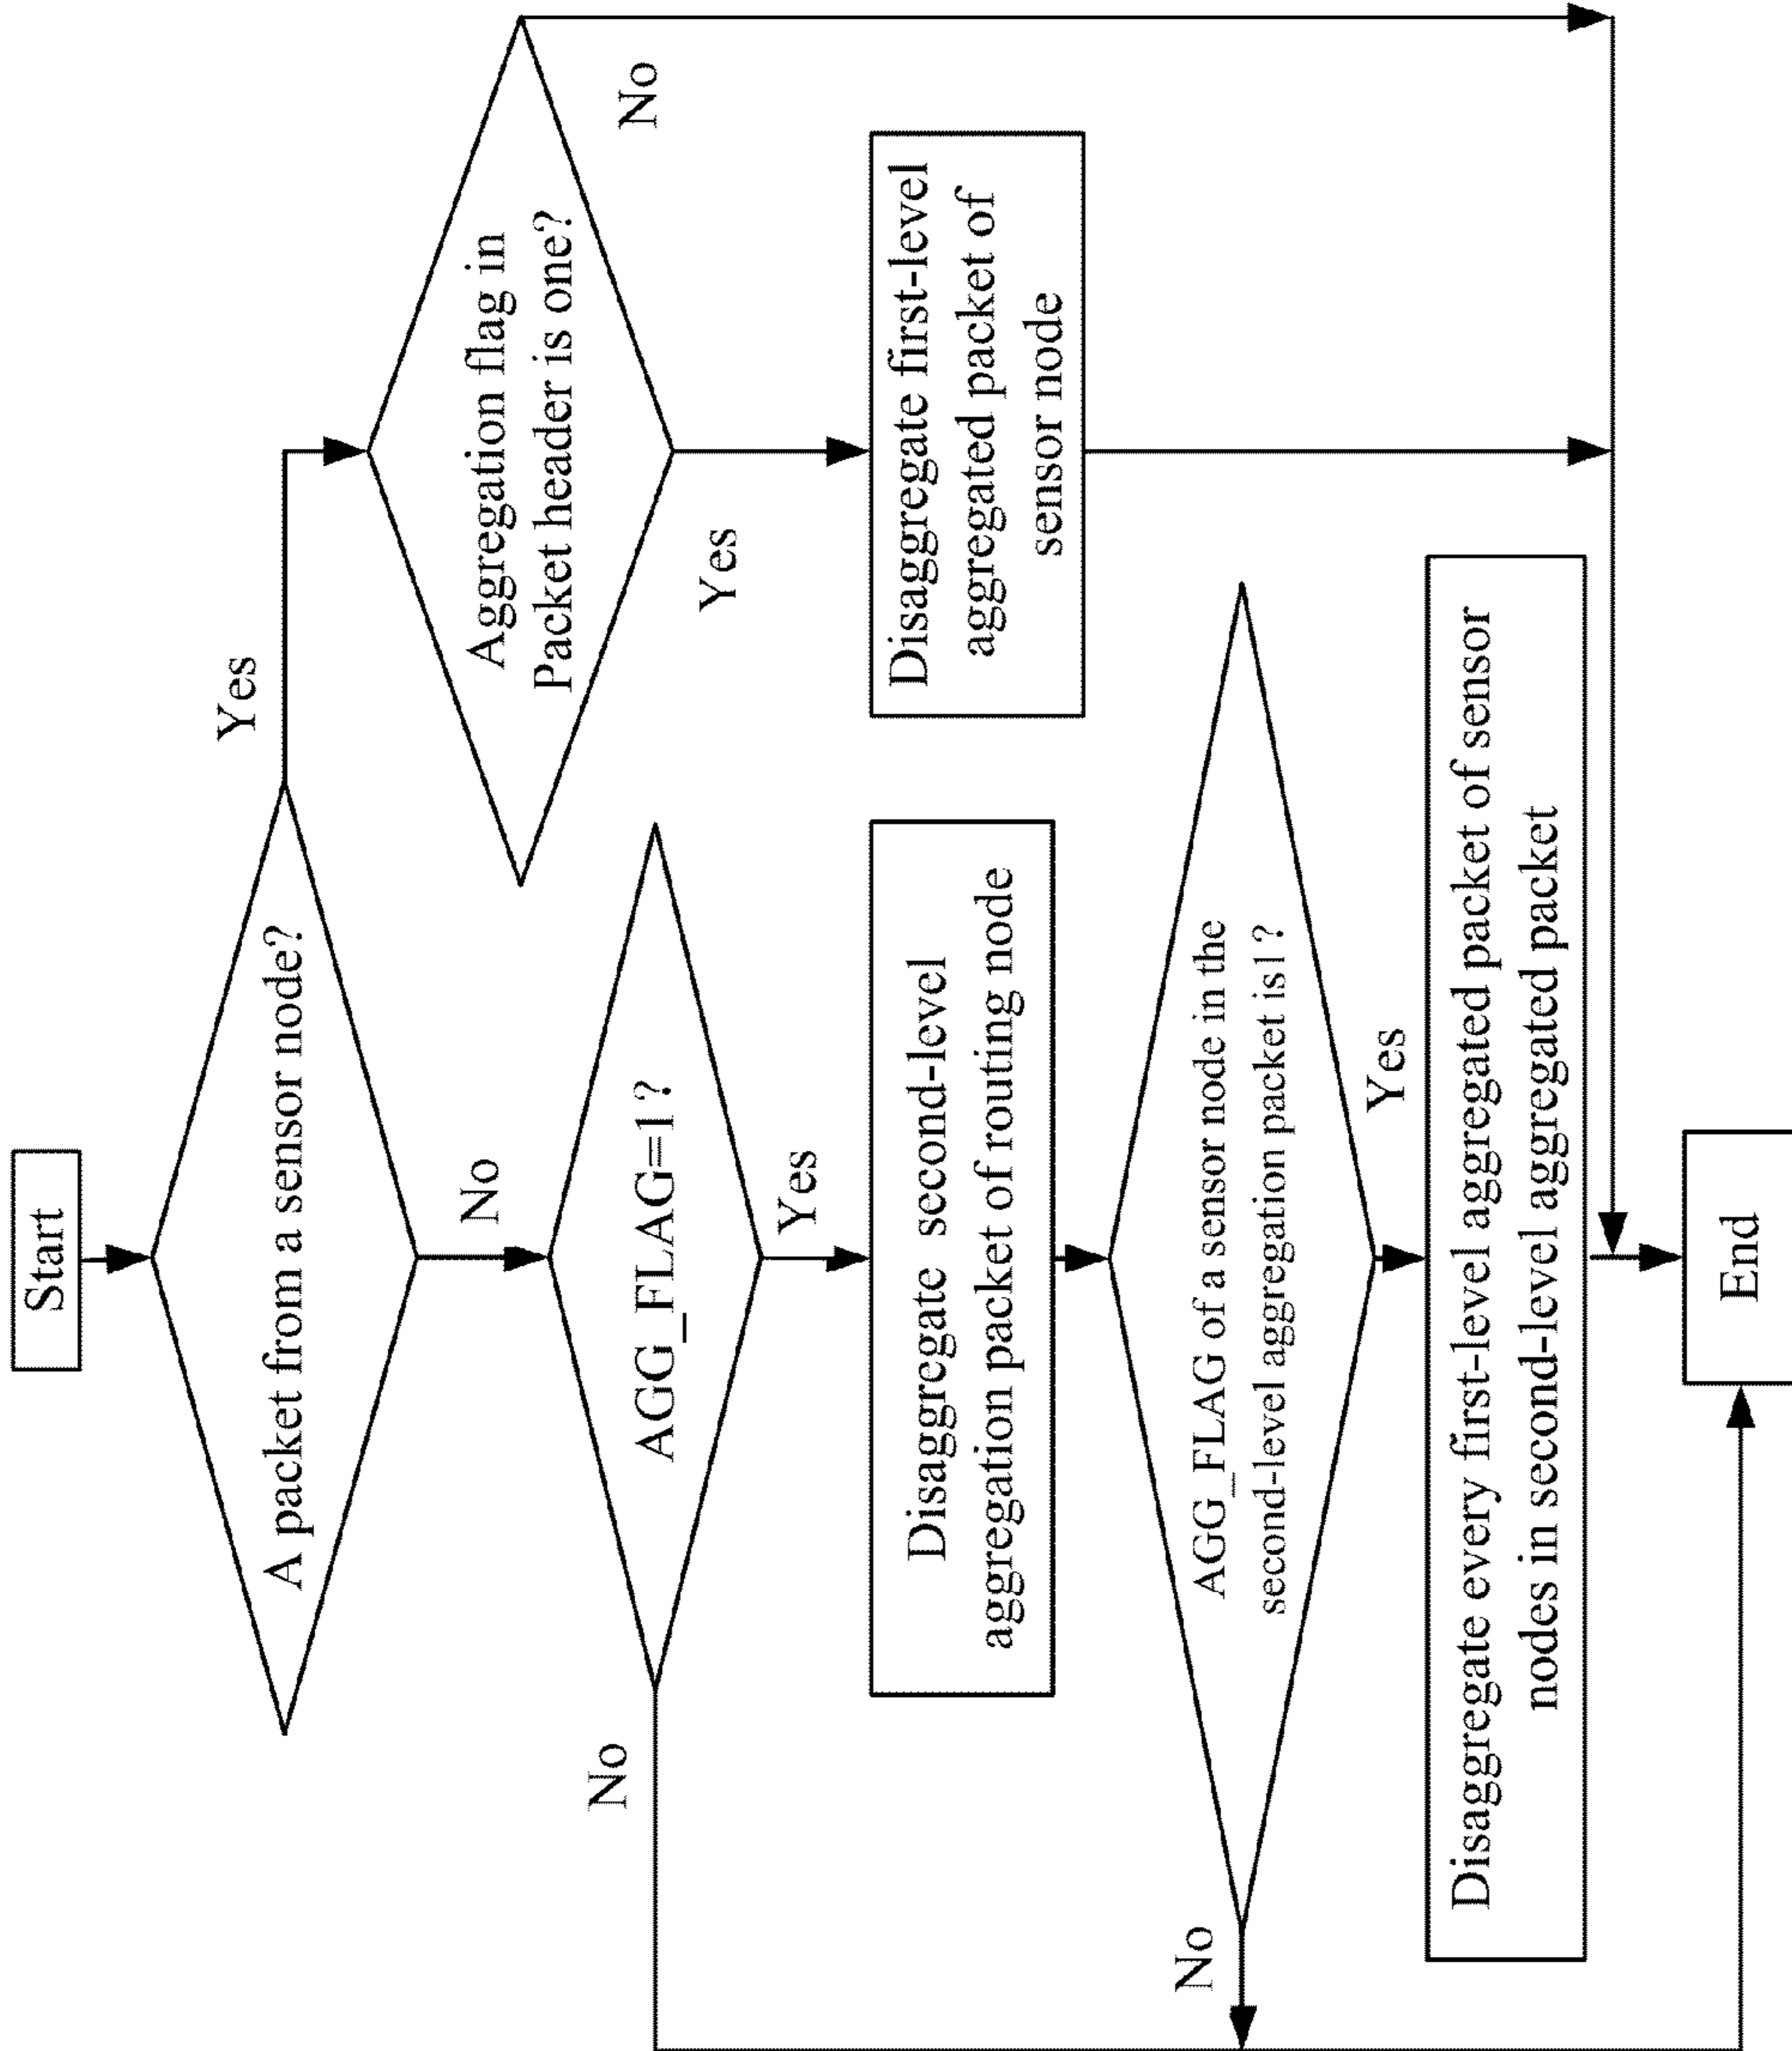 Start
A packet from a sensor node?
Yes
No
Aggregation flag in
Packet header is one?
No
Yes
AGG_FLAG=1?
No
Yes
Disaggregate first-level
aggregated packet of
sensor node
Disaggregate second-level
aggregation packet of routing node
AGG_FLAG of a sensor node in the
second-level aggregation packet is1?
No
Yes
Disaggregate every first-level aggregated packet of sensor
nodes in second-level aggregated packet
End